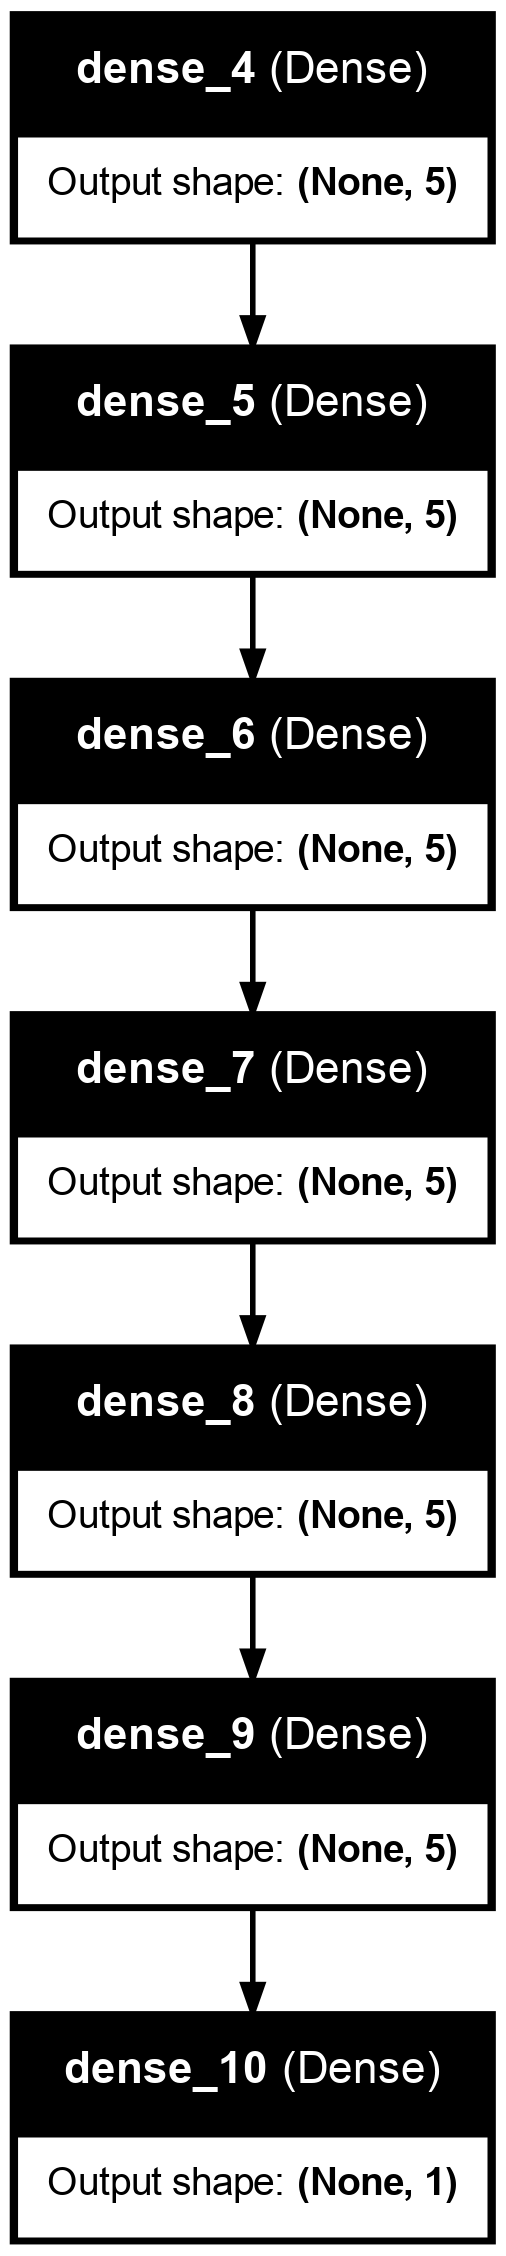 dense_4 (Dense)
Output shape: (None, 5)
dense_5 (Dense)
Output shape: (None, 5)
dense_6 (Dense)
Output shape: (None, 5)
dense_7 (Dense)
Output shape: (None, 5)
dense_8 (Dense)
Output shape: (None, 5)
dense_9 (Dense)
Output shape: (None, 5)
dense_10 (Dense)
Output shape: (None, 1)